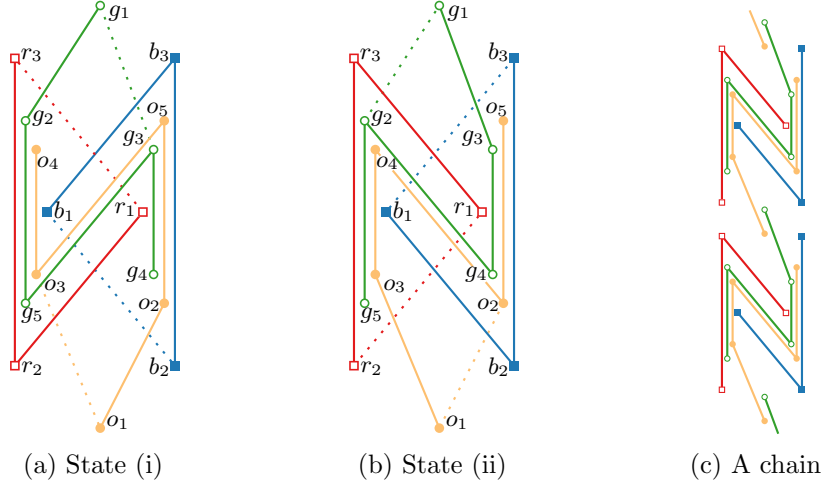 g1 g1
r3 b3 r3 b3
g2 o5 g2 o5
g3 g3
o4 o4
b1 r1 b1 r1
o3 g4 o3 g4
g5 o2 g5 o2
r2 b2 r2 b2
o1 o1
(a) State (i) (b) State (ii) (c) A chain